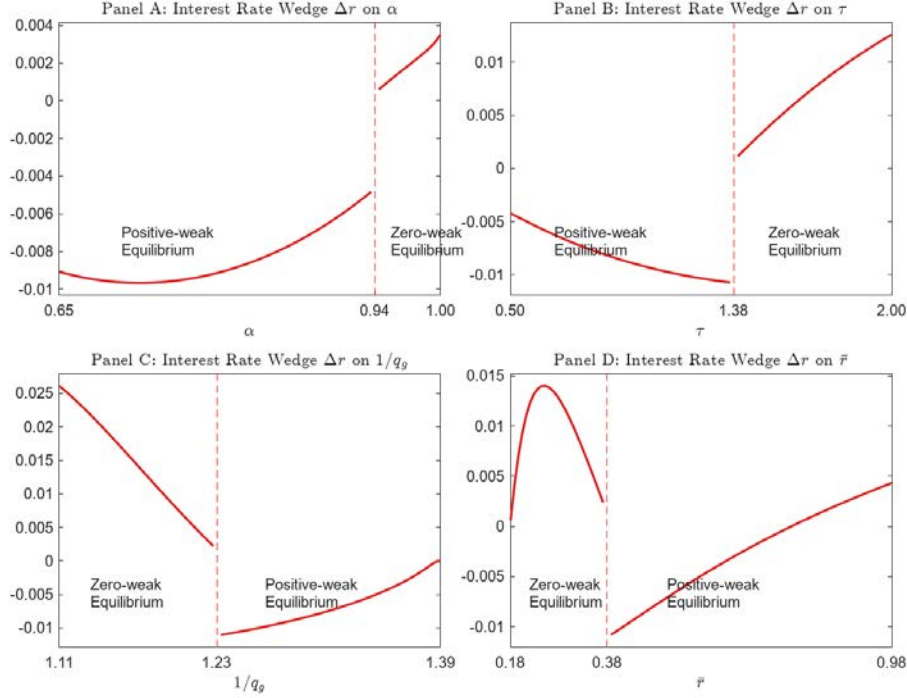 Panel A: Interest Rate Wedge Δr on α
0.004
0.002
0
-0.002
-0.004
-0.006
-0.008
-0.01
Positive-weak
Equilibrium
Zero-weak
Equilibrium
0.65
0.94
1.00
α
Panel B: Interest Rate Wedge Δr on τ
0.01
0.005
0
-0.005
-0.01
Positive-weak
Equilibrium
Zero-weak
Equilibrium
0.50
1.38
2.00
τ
Panel C: Interest Rate Wedge Δr on 1/q_g
0.025
0.02
0.015
0.01
0.005
0
-0.005
-0.01
Zero-weak
Equilibrium
Positive-weak
Equilibrium
1.11
1.23
1.39
1/q_g
Panel D: Interest Rate Wedge Δr on r̄
0.015
0.01
0.005
0
-0.005
-0.01
Zero-weak
Equilibrium
Positive-weak
Equilibrium
0.18
0.38
0.98
r̄